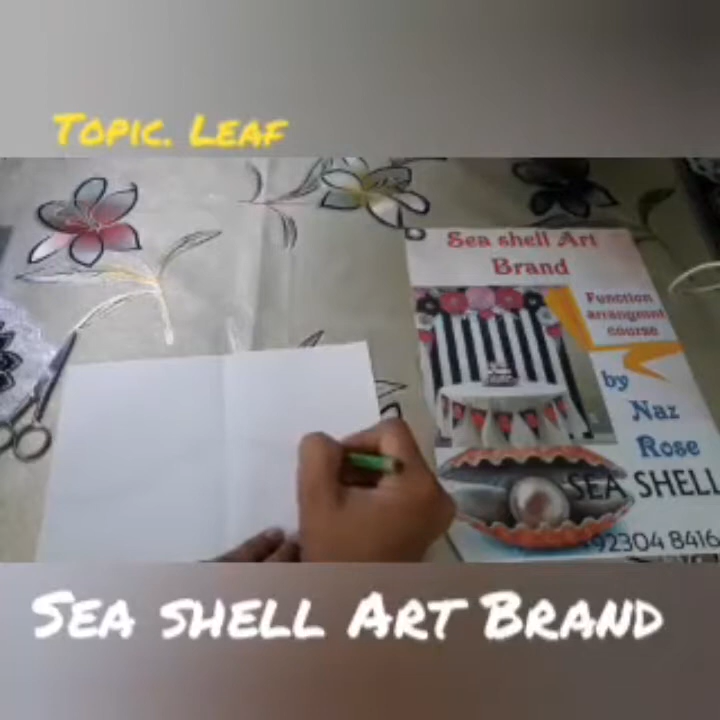 Topic. Leaf
Sea shell Art
Brand
Function
arrangmnt
course
by
Naz
Rose
SEA SHELL
92304 8416
Sea shell Art Brand